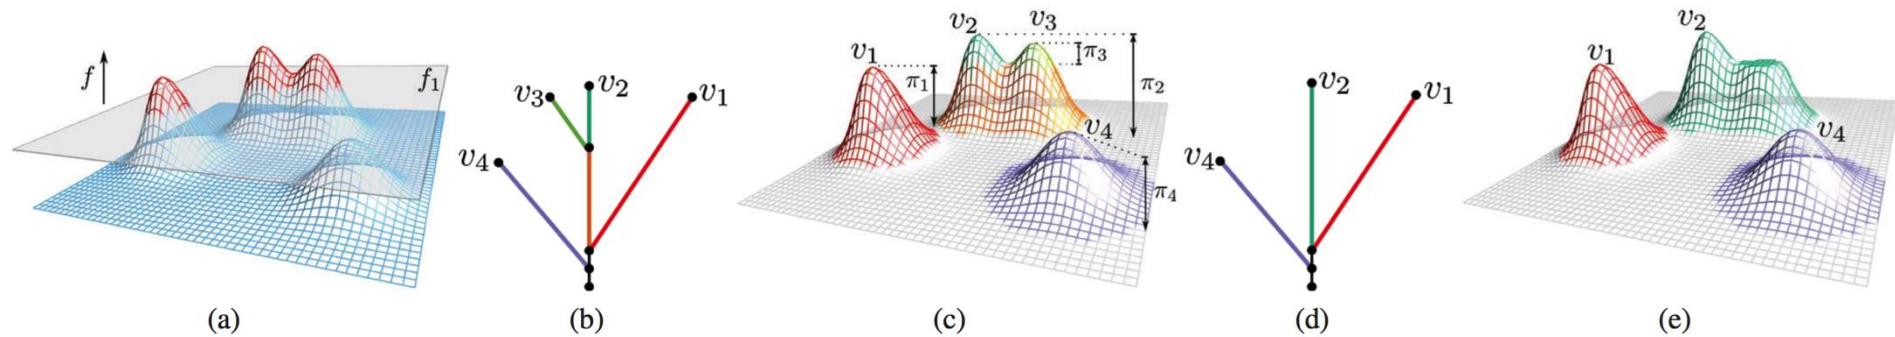 f
f₁
(a)
v₂
v₃
v₁
v₄
(b)
v₂
v₃
v₁
π₃
π₁
π₂
v₄
π₄
(c)
v₂
v₁
v₄
(d)
v₂
v₁
v₄
(e)